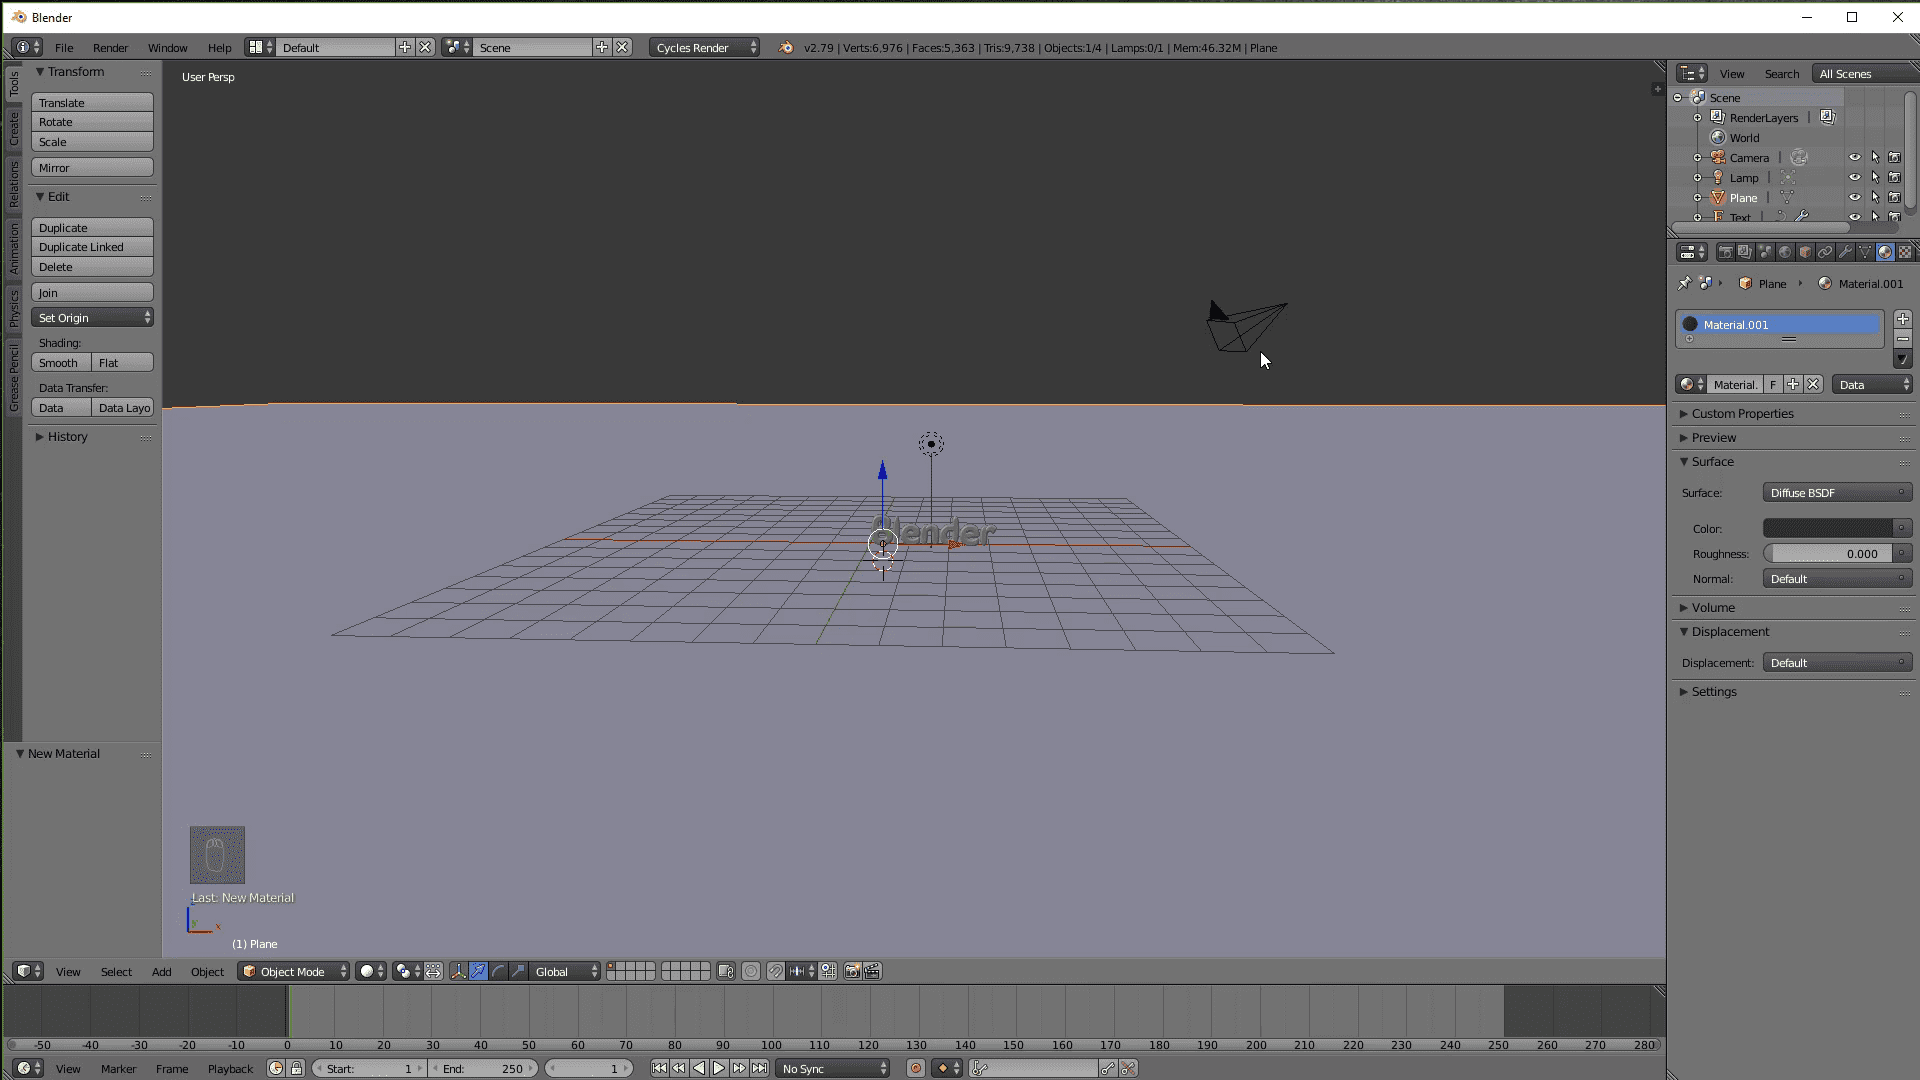 Blender
File Render Window Help Default Scene Cycles Render v2.79 | Verts:6,976 | Faces:5,363 | Tris:9,738 | Objects:1/4 | Lamps:0/1 | Mem:46.32M | Plane
Tools
Create
Relations
Animation
Physics
Grease Pencil
Transform
Translate
Rotate
Scale
Mirror
Edit
Duplicate
Duplicate Linked
Delete
Join
Set Origin
Shading:
Smooth Flat
Data Transfer:
Data Data Layo
History
New Material
User Persp
Blender
Last: New Material
z
y x
(1) Plane
View Select Add Object Object Mode Global
-50 -40 -30 -20 -10 0 10 20 30 40 50 60 70 80 90 100 110 120 130 140 150 160 170 180 190 200 210 220 230 240 250 260 270 280
View Marker Frame Playback Start: 1 End: 250 1 No Sync
View Search All Scenes
Scene
RenderLayers
World
Camera
Lamp
Plane
Text
Plane Material.001
Material.001
Material. F Data
Custom Properties
Preview
Surface
Surface: Diffuse BSDF
Color:
Roughness: 0.000
Normal: Default
Volume
Displacement
Displacement: Default
Settings